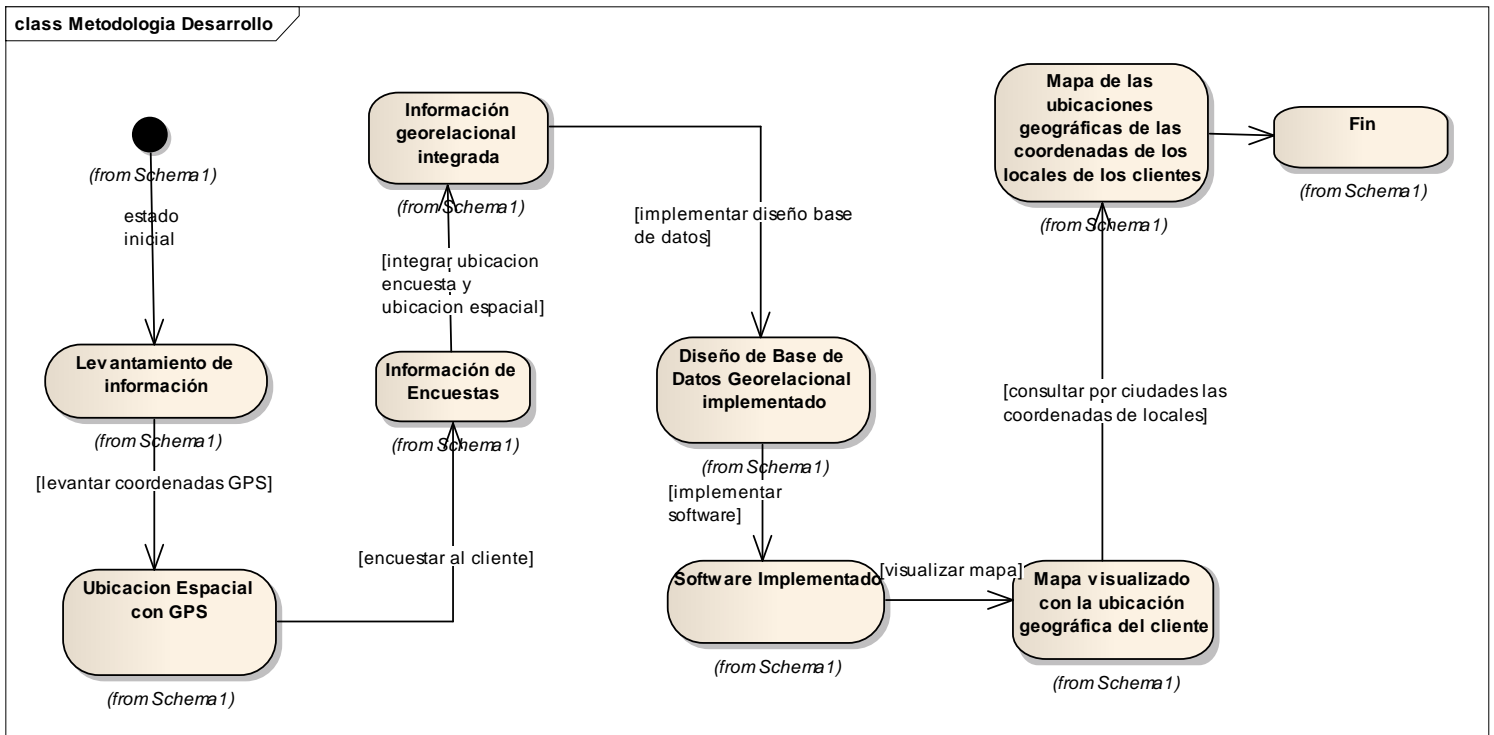 class Metodologia Desarrollo
(from Schema1)
estado
inicial
Levantamiento de
información
(from Schema1)
[levantar coordenadas GPS]
Ubicacion Espacial
con GPS
(from Schema1)
[encuestar al cliente]
Información de
Encuestas
(from Schema1)
[integrar ubicacion
encuesta y
ubicacion espacial]
Información
georelacional
integrada
(from Schema1)
[implementar diseño base
de datos]
Diseño de Base de
Datos Georelacional
implementado
(from Schema1)
[implementar
software]
Software Implementado
(from Schema1)
[visualizar mapa]
Mapa visualizado
con la ubicación
geográfica del cliente
(from Schema1)
[consultar por ciudades las
coordenadas de locales]
Mapa de las
ubicaciones
geográficas de las
coordenadas de los
locales de los clientes
(from Schema1)
Fin
(from Schema1)